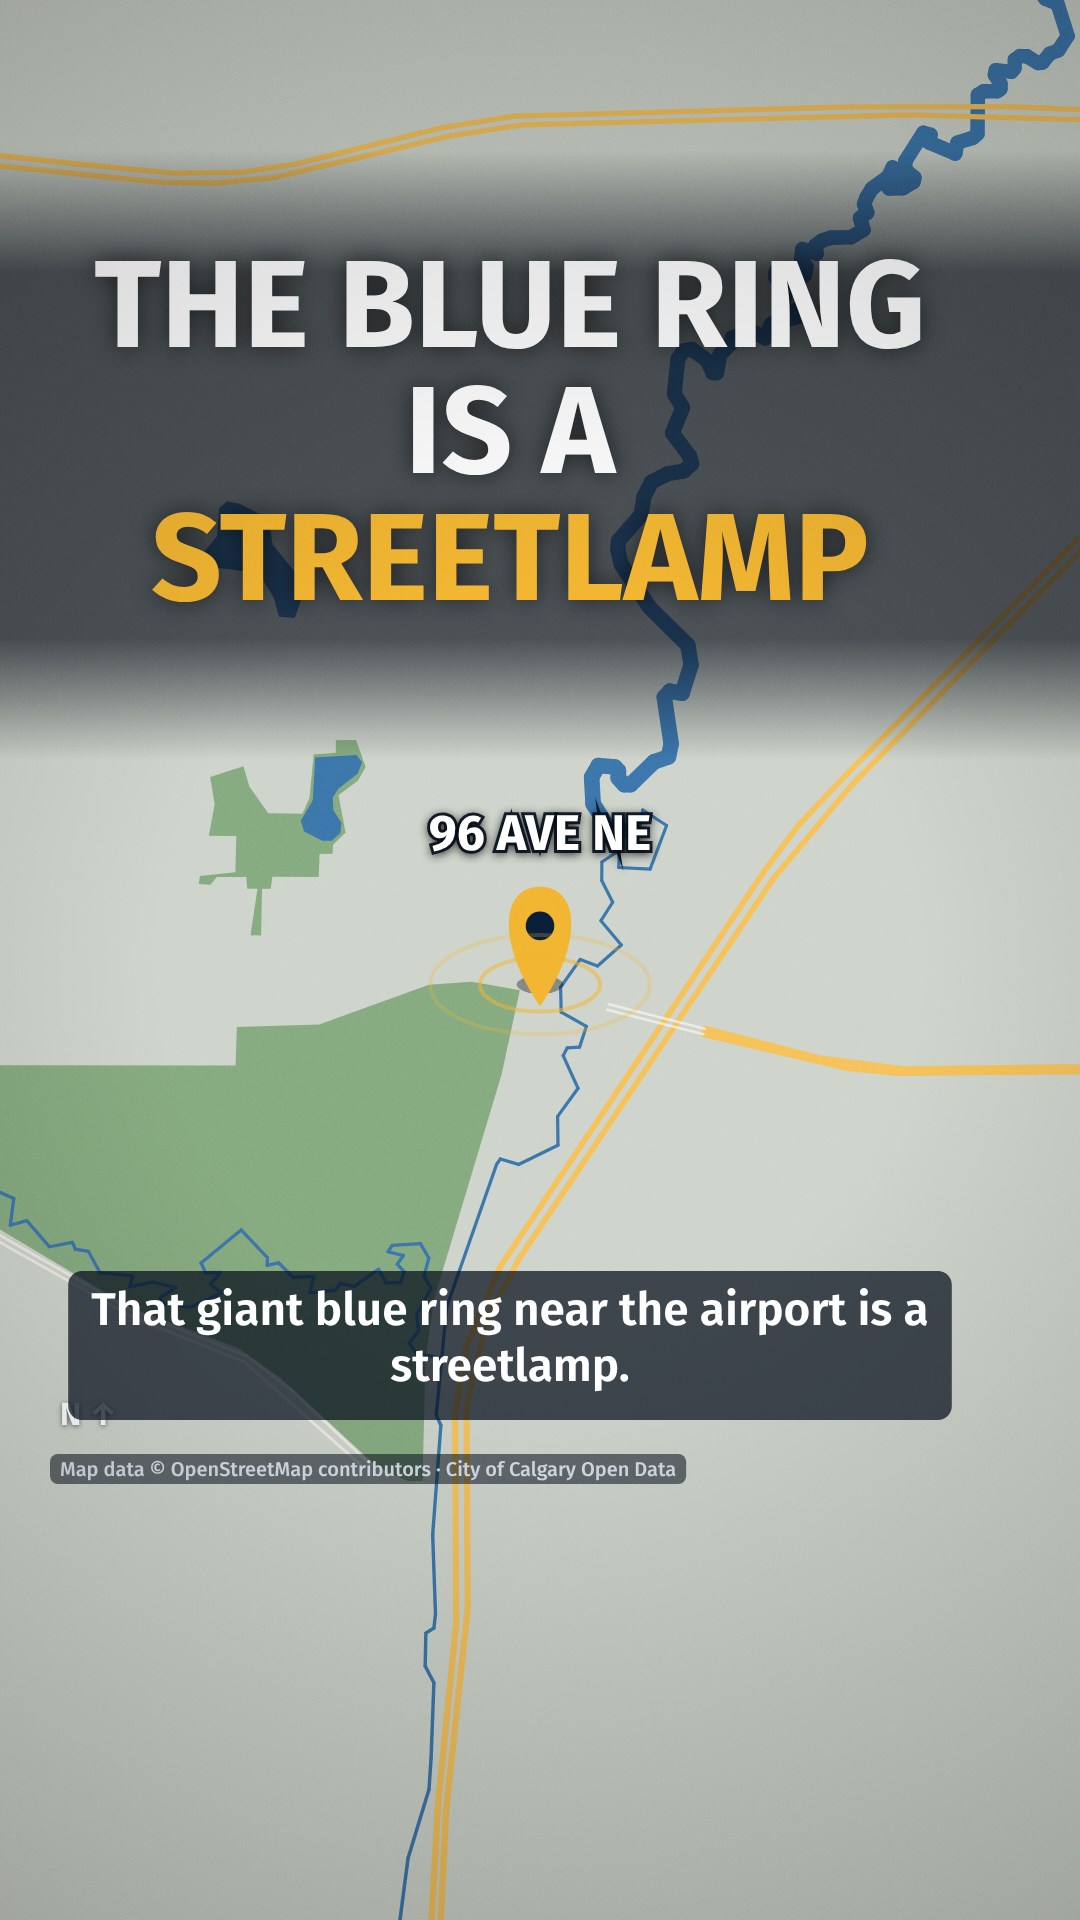 THE BLUE RING
IS A
STREETLAMP
96 AVE NE
That giant blue ring near the airport is a
streetlamp.
N ↑
Map data © OpenStreetMap contributors · City of Calgary Open Data